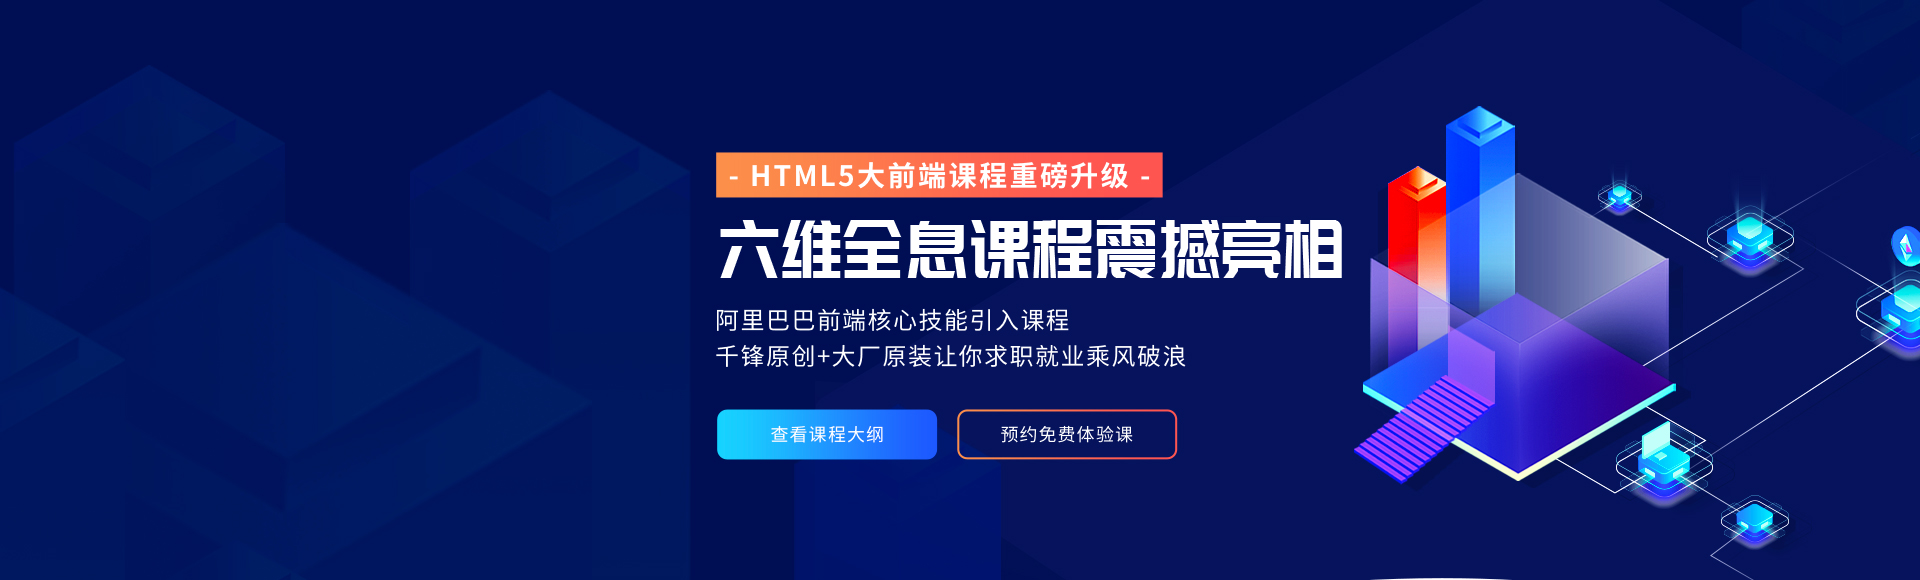 - HTML5大前端课程重磅升级 -
六维全息课程震撼亮相
阿里巴巴前端核心技能引入课程
千锋原创+大厂原装让你求职就业乘风破浪
查看课程大纲
预约免费体验课